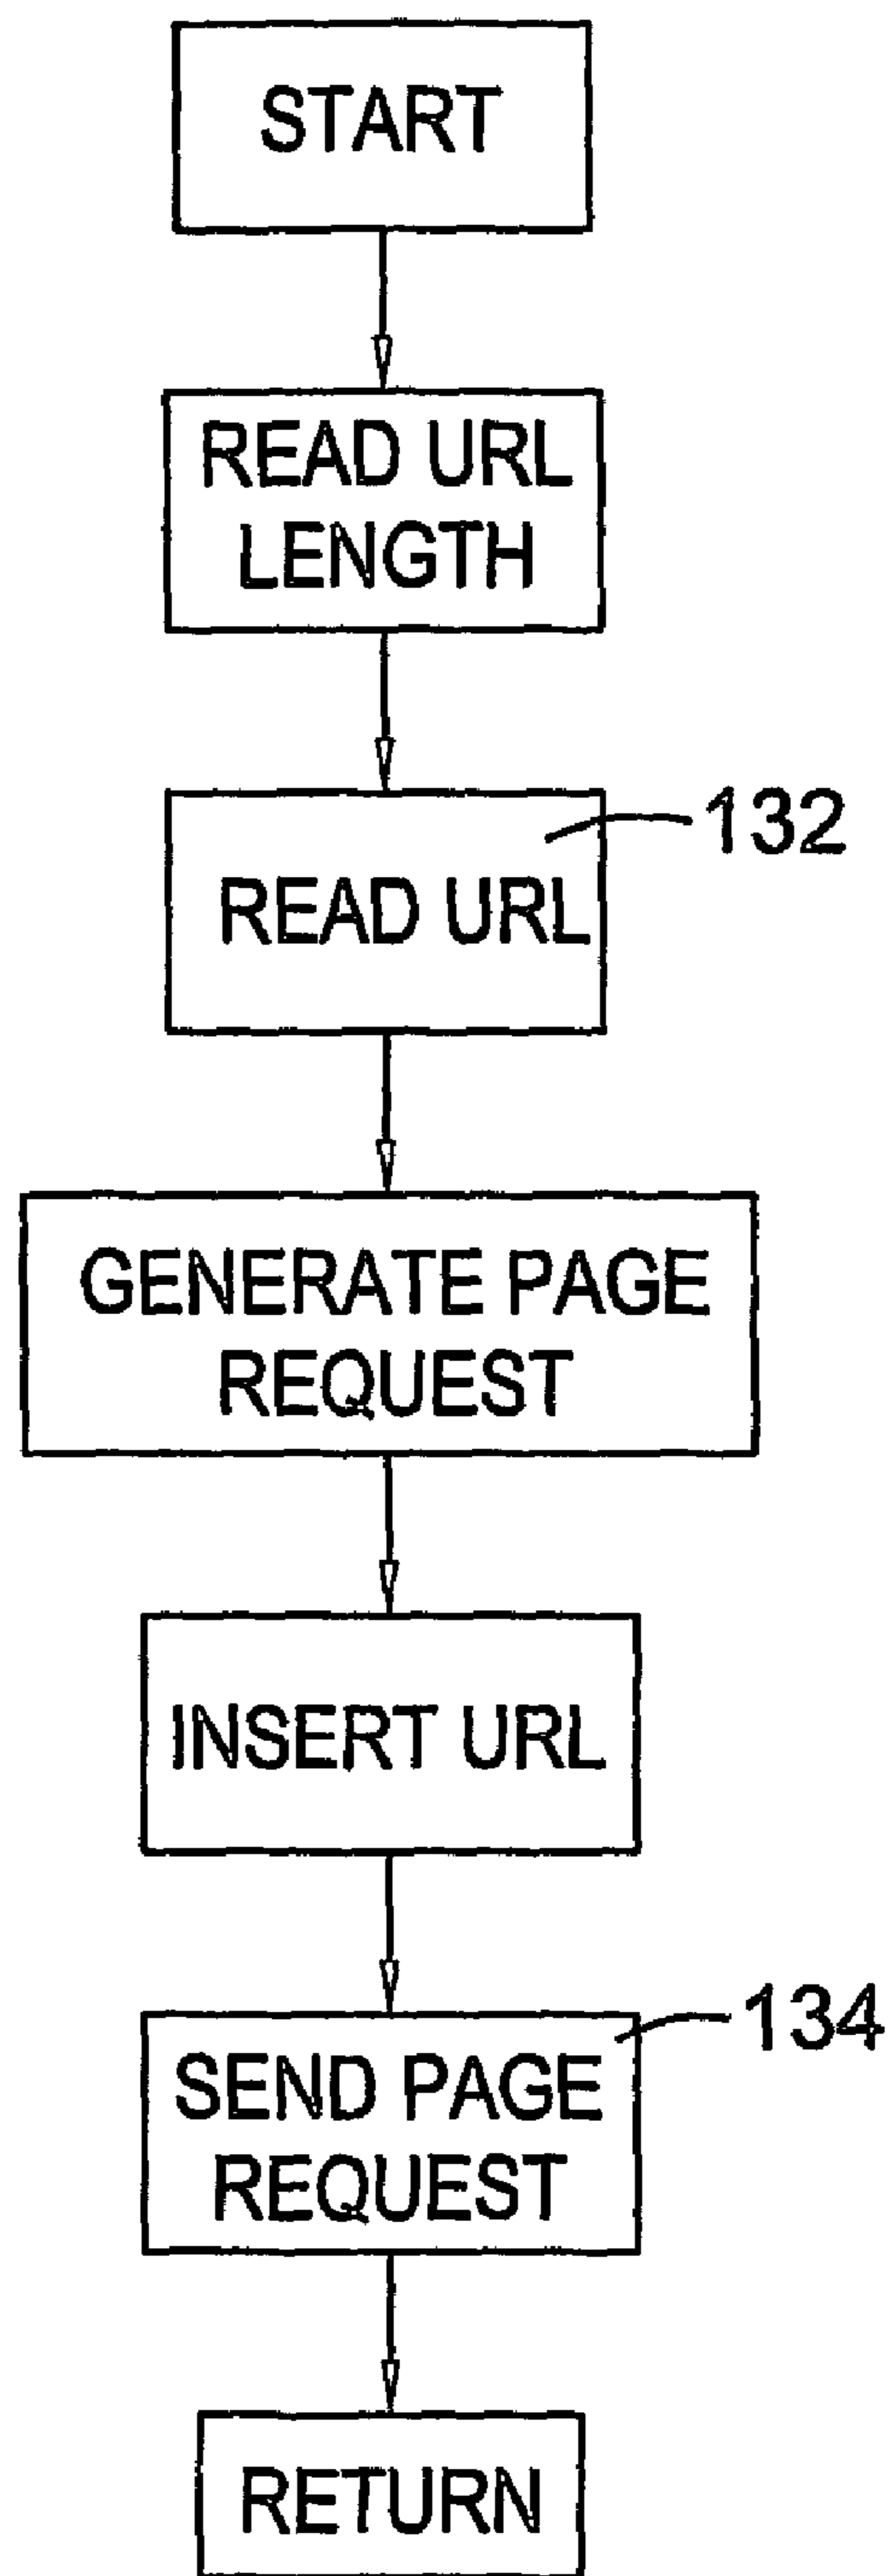 START
READ URL
LENGTH
132
READ URL
GENERATE PAGE
REQUEST
INSERT URL
134
SEND PAGE
REQUEST
RETURN